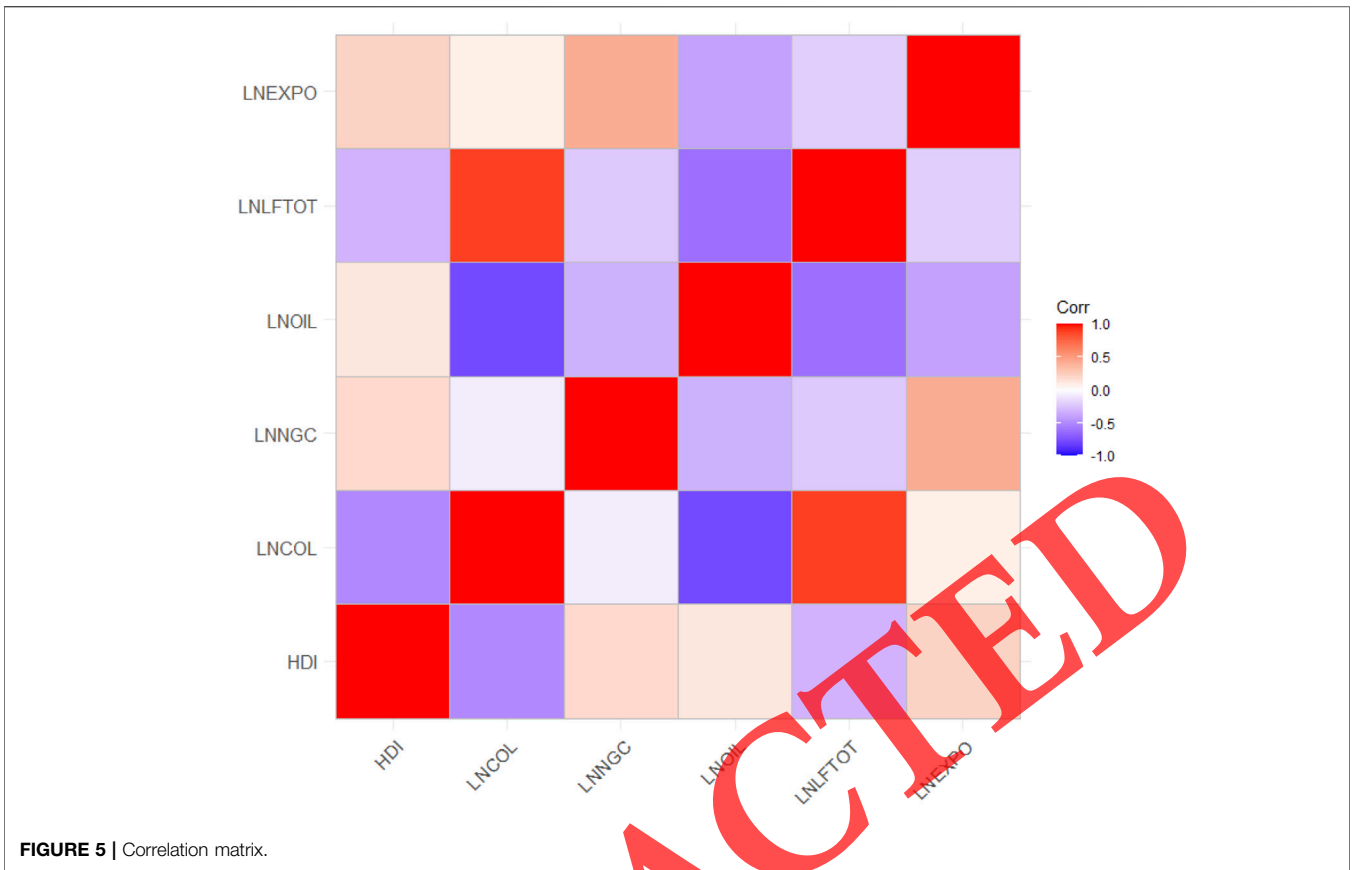 LNEXPO
LNLFTOT
LNOIL
LNNGC
LNCOL
HDI
HDI
LNCOL
LNNGC
LNOIL
LNLFTOT
LNEXPO
Corr
1.0
0.5
0.0
-0.5
-1.0
ACTED
FIGURE 5 | Correlation matrix.